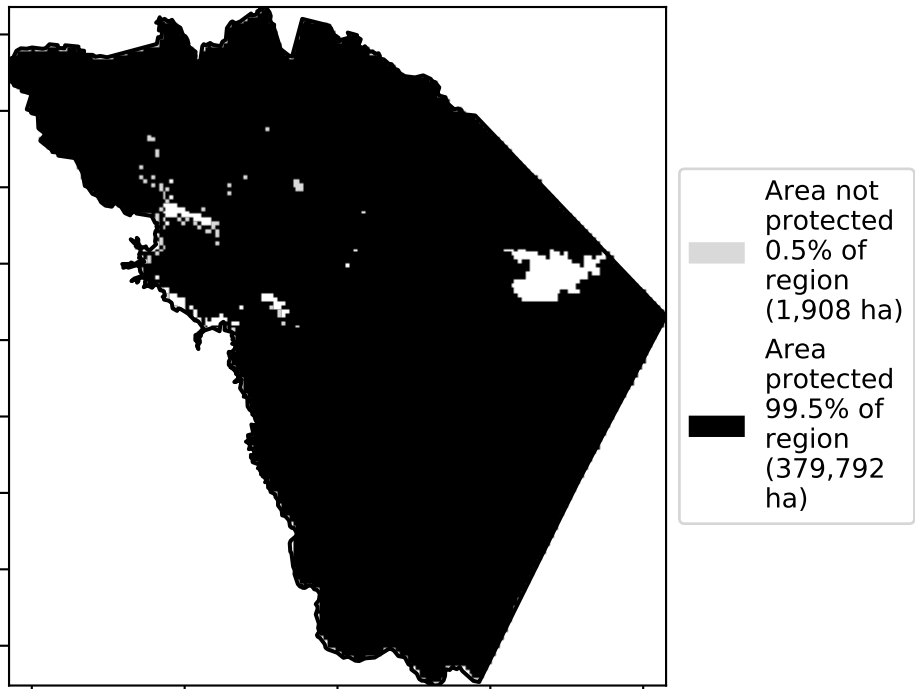 Area not
protected
0.5% of
region
(1,908 ha)
Area
protected
99.5% of
region
(379,792
ha)